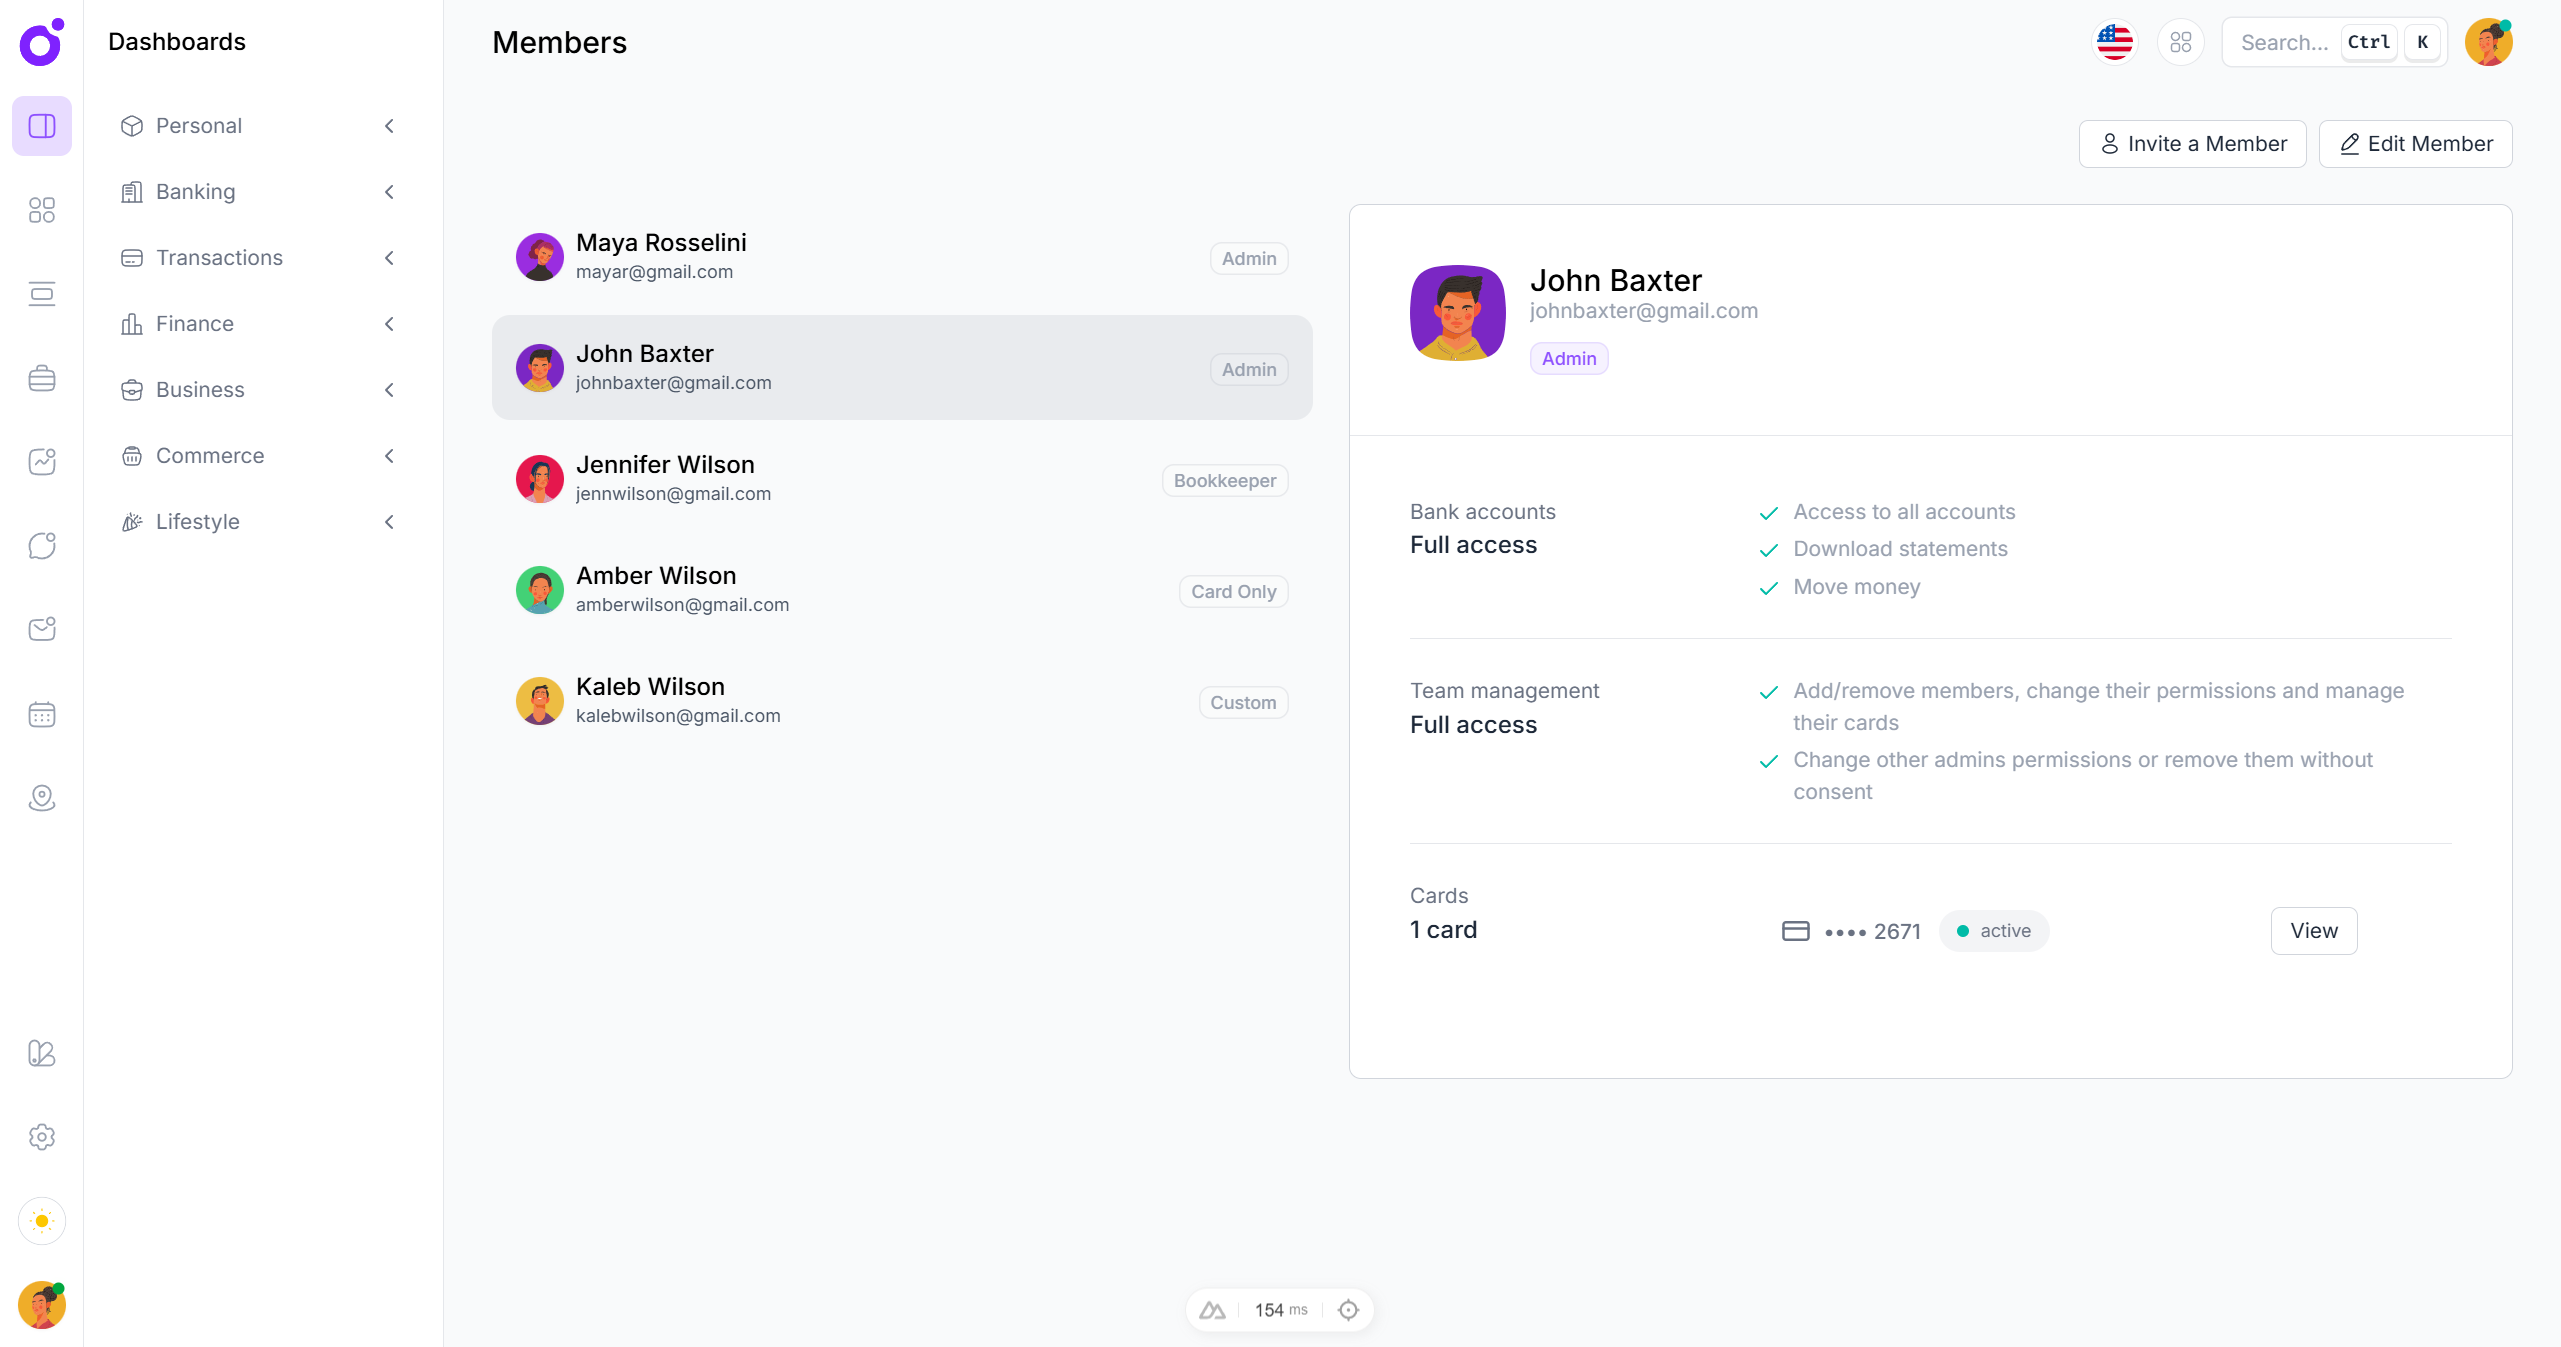 Dashboards
Personal
Banking
Transactions
Finance
Business
Commerce
Lifestyle
Members
Search...
Ctrl
K
Invite a Member
Edit Member
Maya Rosselini
mayar@gmail.com
Admin
John Baxter
johnbaxter@gmail.com
Admin
Jennifer Wilson
jennwilson@gmail.com
Bookkeeper
Amber Wilson
amberwilson@gmail.com
Card Only
Kaleb Wilson
kalebwilson@gmail.com
Custom
John Baxter
johnbaxter@gmail.com
Admin
Bank accounts
Full access
Access to all accounts
Download statements
Move money
Team management
Full access
Add/remove members, change their permissions and manage
their cards
Change other admins permissions or remove them without
consent
Cards
1 card
•••• 2671
active
View
154 ms